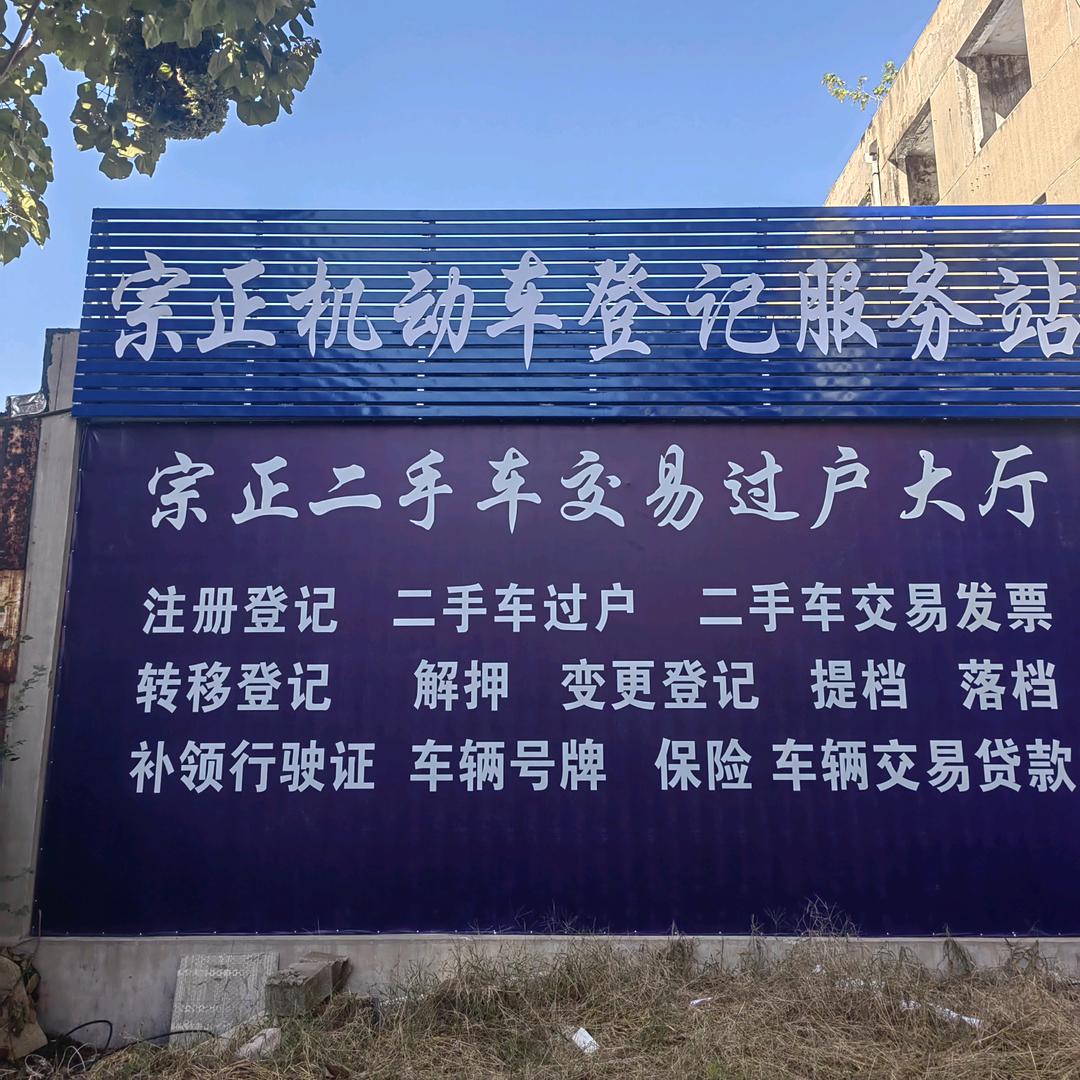 宗正机动车登记服务站
宗正二手车交易过户大厅
注册登记 二手车过户 二手车交易发票
转移登记 解押 变更登记 提档 落档
补领行驶证 车辆号牌 保险 车辆交易贷款